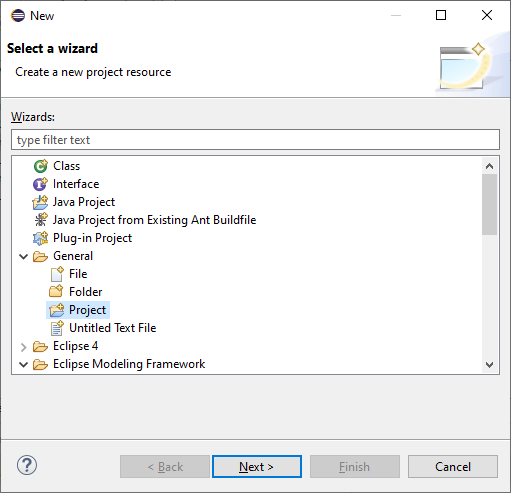 New
Select a wizard
Create a new project resource
Wizards:
type filter text
Class
Interface
Java Project
Java Project from Existing Ant Buildfile
Plug-in Project
General
File
Folder
Project
Untitled Text File
Eclipse 4
Eclipse Modeling Framework
? < Back Next > Finish Cancel